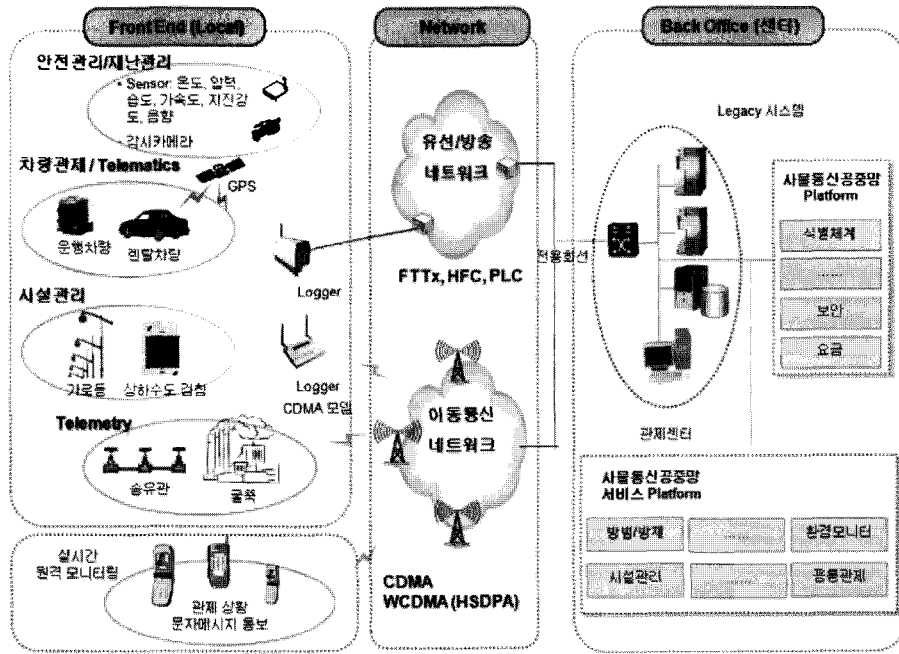 Front End (Local)
안전관리/재난관리
• Sensor: 온도, 압력,
습도, 가속도, 지진강
도, 음향
- 감시카메라
차량관제 / Telematics
GPS
운행차량
렌탈차량
Logger
시설관리
가로등
상하수도 검침
Logger
CDMA 모뎀
Telemetry
송유관
굴뚝
실시간
원격 모니터링
관제 상황
문자메시지 통보
Network
유선/방송
네트워크
FTTx, HFC, PLC
전용회선
이동통신
네트워크
CDMA
WCDMA (HSDPA)
Back Office (센터)
Legacy 시스템
관제센터
사물통신공중망
Platform
식별체계
......
보안
요금
사물통신공중망
서비스 Platform
방범/방재
......
환경모니터
시설관리
......